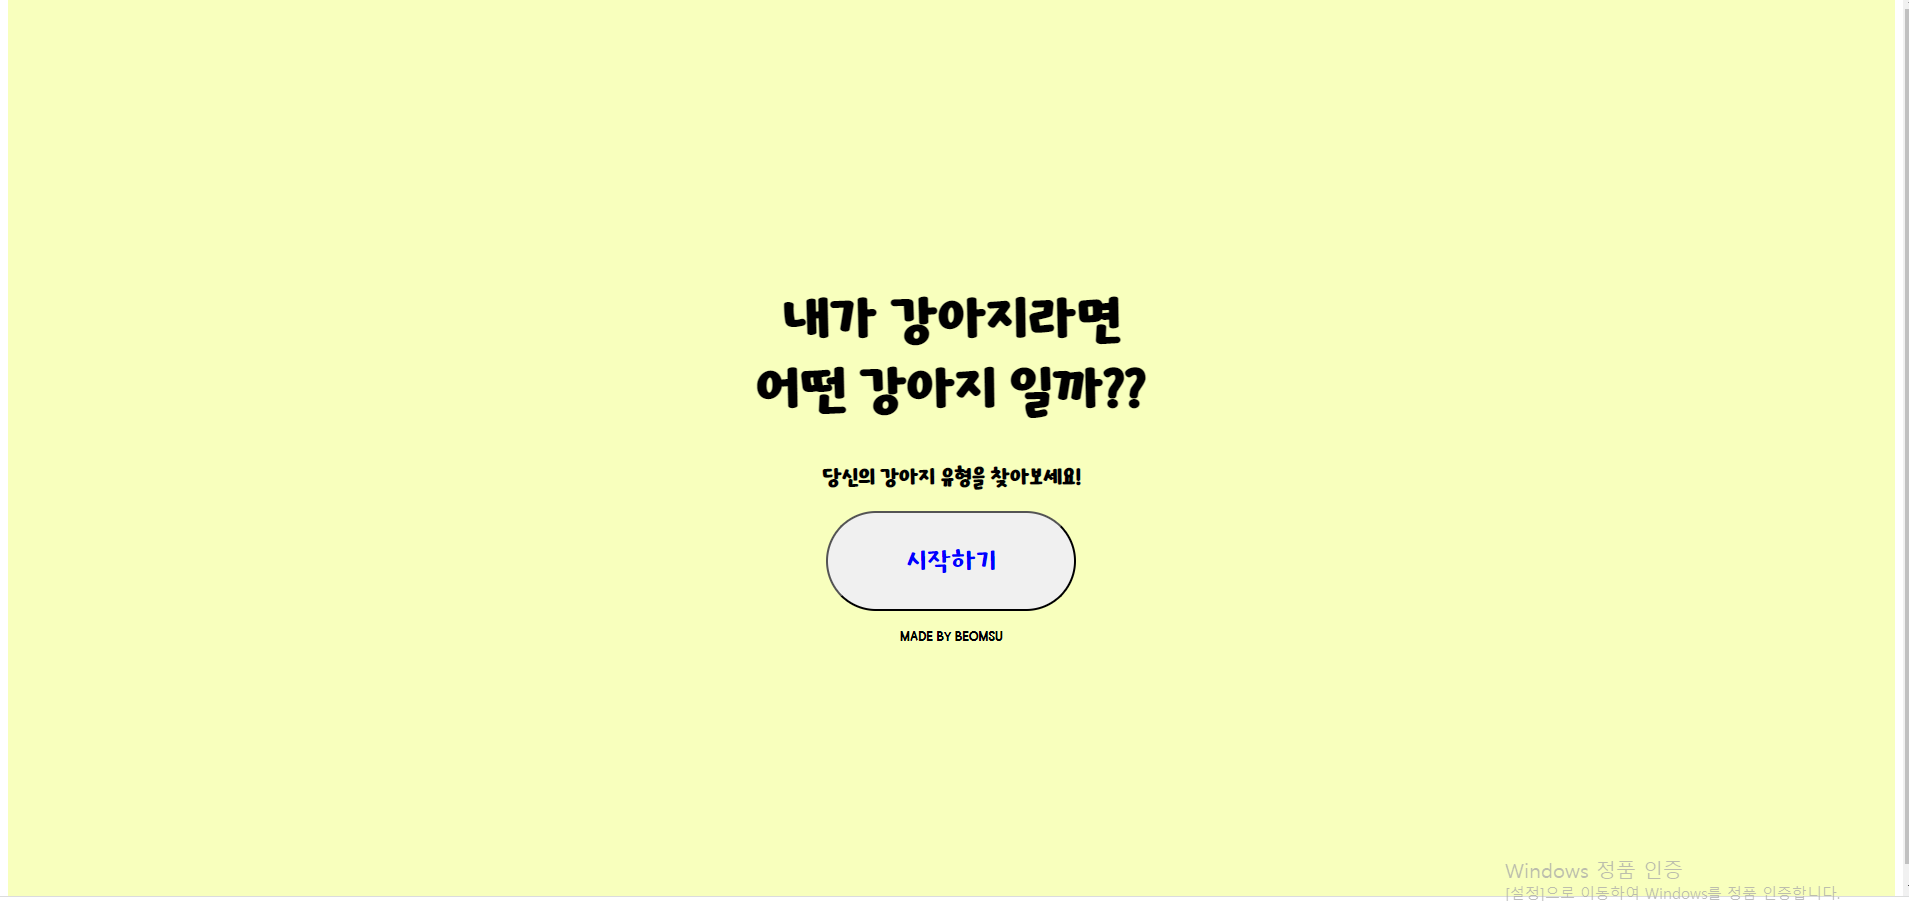 내가 강아지라면
어떤 강아지 일까??
당신의 강아지 유형을 찾아보세요!
시작하기
MADE BY BEOMSU
Windows 정품 인증
[설정]으로 이동하여 Windows를 정품 인증합니다.